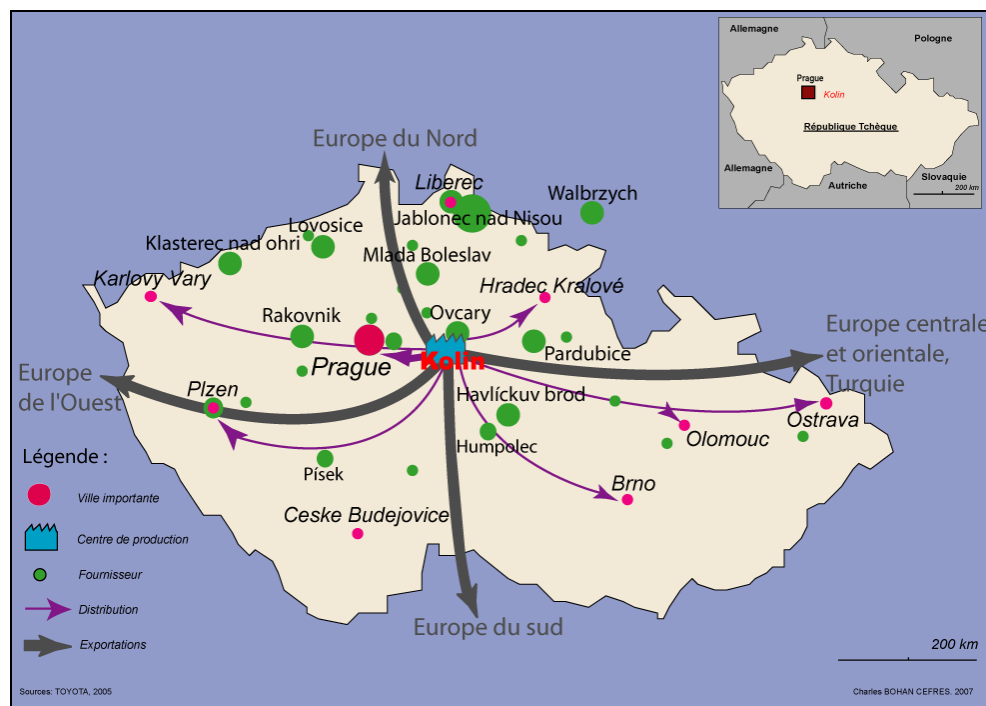 Allemagne
Pologne
Prague
Kolin
République Tchèque
Allemagne
Autriche
Slovaquie
200 km
Europe du Nord
Liberec
Walbrzych
Jablonec nad Nisou
Lovosice
Klasterec nad ohri
Mlada Boleslav
Karlovy Vary
Hradec Kralové
Rakovnik
Ovcary
Europe centrale
et orientale,
Turquie
Prague
Kolín
Pardubice
Europe
de l'Ouest
Plzen
Havlíckuv brod
Ostrava
Olomouc
Humpolec
Písek
Brno
Ceske Budejovice
Europe du sud
Légende :
Ville importante
Centre de production
Fournisseur
Distribution
Exportations
200 km
Sources: TOYOTA, 2005
Charles BOHAN CEFRES. 2007